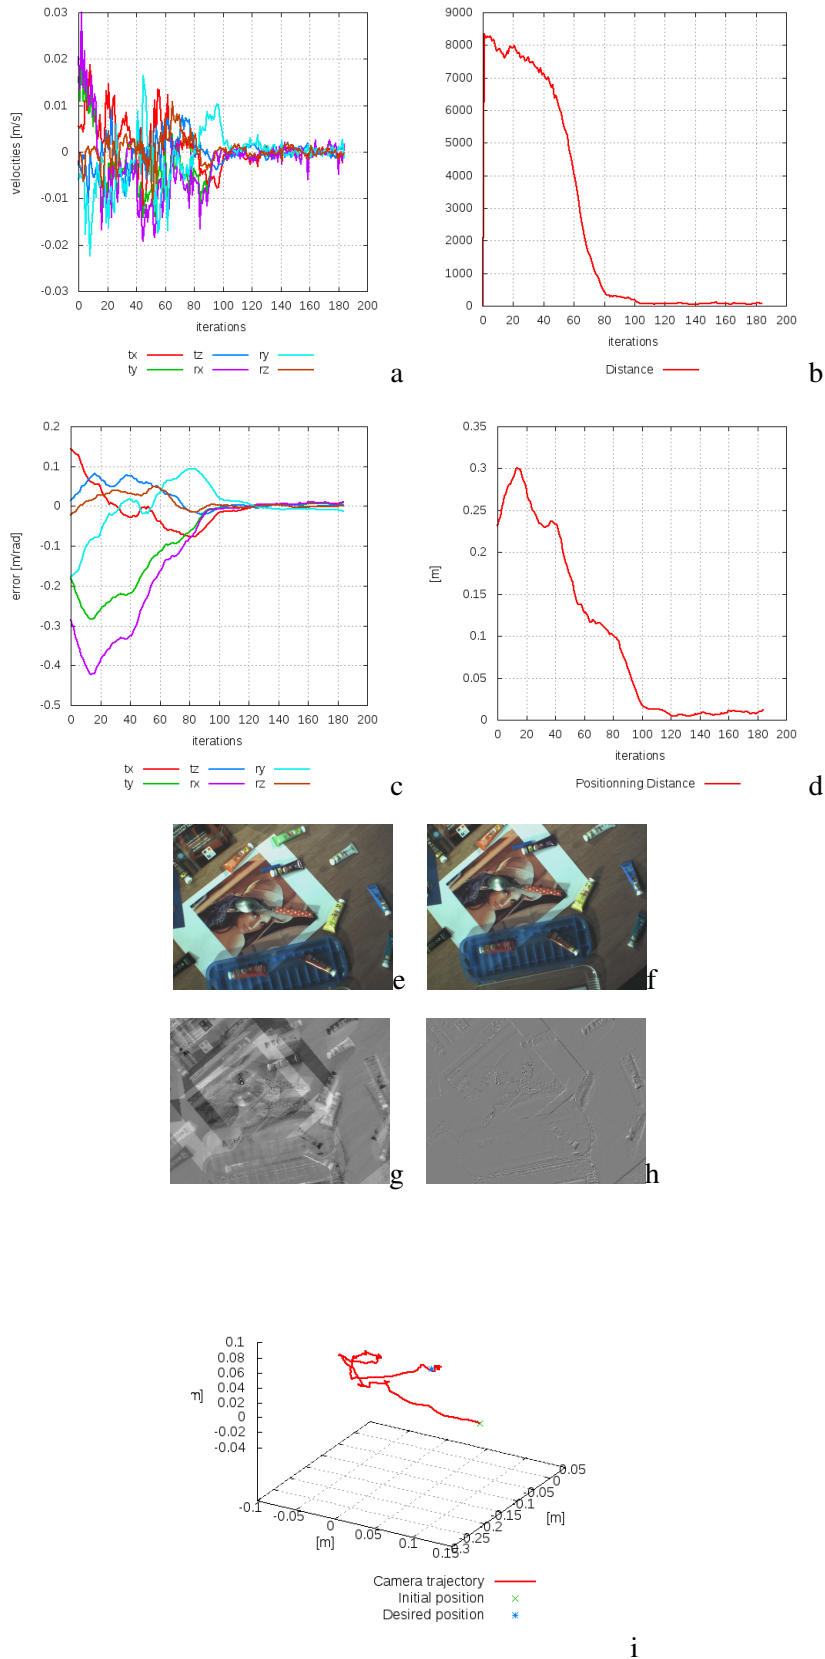 0.03
0.02
0.01
0
-0.01
-0.02
-0.03
velocities [m/s]
0 20 40 60 80 100 120 140 160 180 200
iterations
tx tz ry
ty rx rz
a
9000
8000
7000
6000
5000
4000
3000
2000
1000
0
0 20 40 60 80 100 120 140 160 180 200
iterations
Distance
b
0.2
0.1
0
-0.1
-0.2
-0.3
-0.4
-0.5
error [m/rad]
0 20 40 60 80 100 120 140 160 180 200
iterations
tx tz ry
ty rx rz
c
0.35
0.3
0.25
0.2
0.15
0.1
0.05
0
[m]
0 20 40 60 80 100 120 140 160 180 200
iterations
Positionning Distance
d
e
f
g
h
0.1
0.08
0.06
0.04
0.02
0
-0.02
-0.04
-0.1
-0.05
0
0.05
0.1
0.15
[m]
0.05
0
-0.05
-0.1
-0.15
-0.2
-0.25
[m]
Camera trajectory
Initial position
Desired position
i